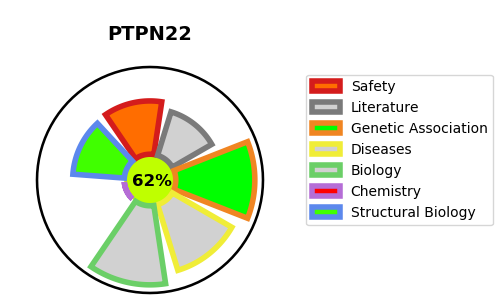 PTPN22
62%
Safety
Literature
Genetic Association
Diseases
Biology
Chemistry
Structural Biology